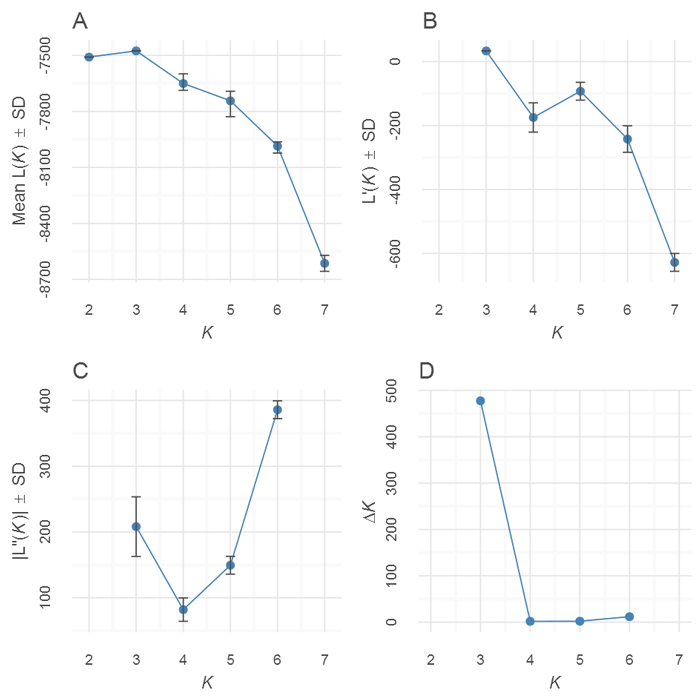 A
Mean L(K) ± SD
-7500
-7800
-8100
-8400
-8700
2 3 4 5 6 7
K
B
L'(K) ± SD
0
-200
-400
-600
2 3 4 5 6 7
K
C
|L"(K)| ± SD
400
300
200
100
2 3 4 5 6 7
K
D
ΔK
500
400
300
200
100
0
2 3 4 5 6 7
K